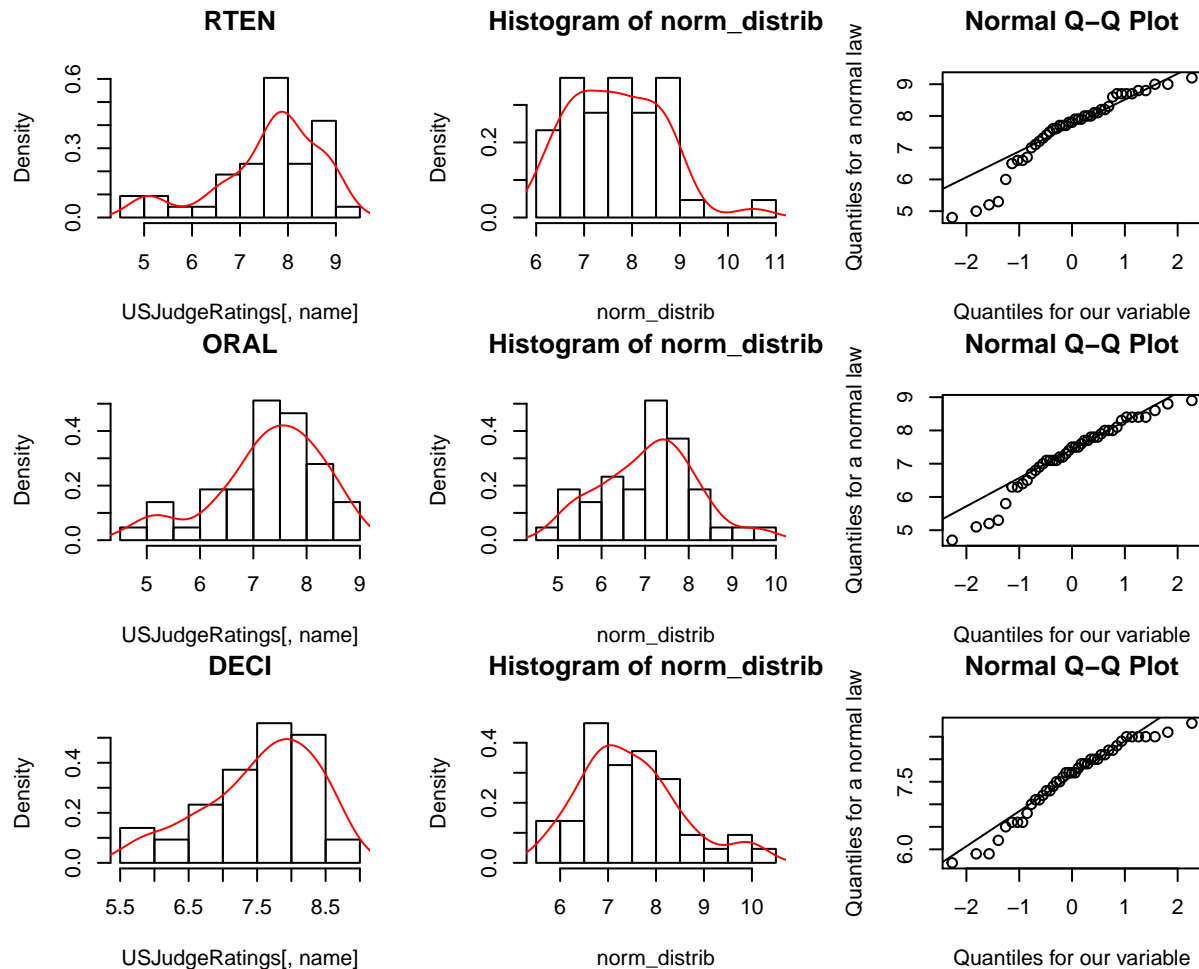 RTEN
Density
0.0 0.3 0.6
5 6 7 8 9
USJudgeRatings[, name]
Histogram of norm_distrib
Density
0.0 0.2
6 7 8 9 10 11
norm_distrib
Normal Q−Q Plot
Quantiles for a normal law
5 6 7 8 9
−2 −1 0 1 2
Quantiles for our variable
ORAL
Density
0.0 0.2 0.4
5 6 7 8 9
USJudgeRatings[, name]
Histogram of norm_distrib
Density
0.0 0.2 0.4
5 6 7 8 9 10
norm_distrib
Normal Q−Q Plot
Quantiles for a normal law
5 6 7 8 9
−2 −1 0 1 2
Quantiles for our variable
DECI
Density
0.0 0.2 0.4
5.5 6.5 7.5 8.5
USJudgeRatings[, name]
Histogram of norm_distrib
Density
0.0 0.2 0.4
6 7 8 9 10
norm_distrib
Normal Q−Q Plot
Quantiles for a normal law
6.0 7.5
−2 −1 0 1 2
Quantiles for our variable